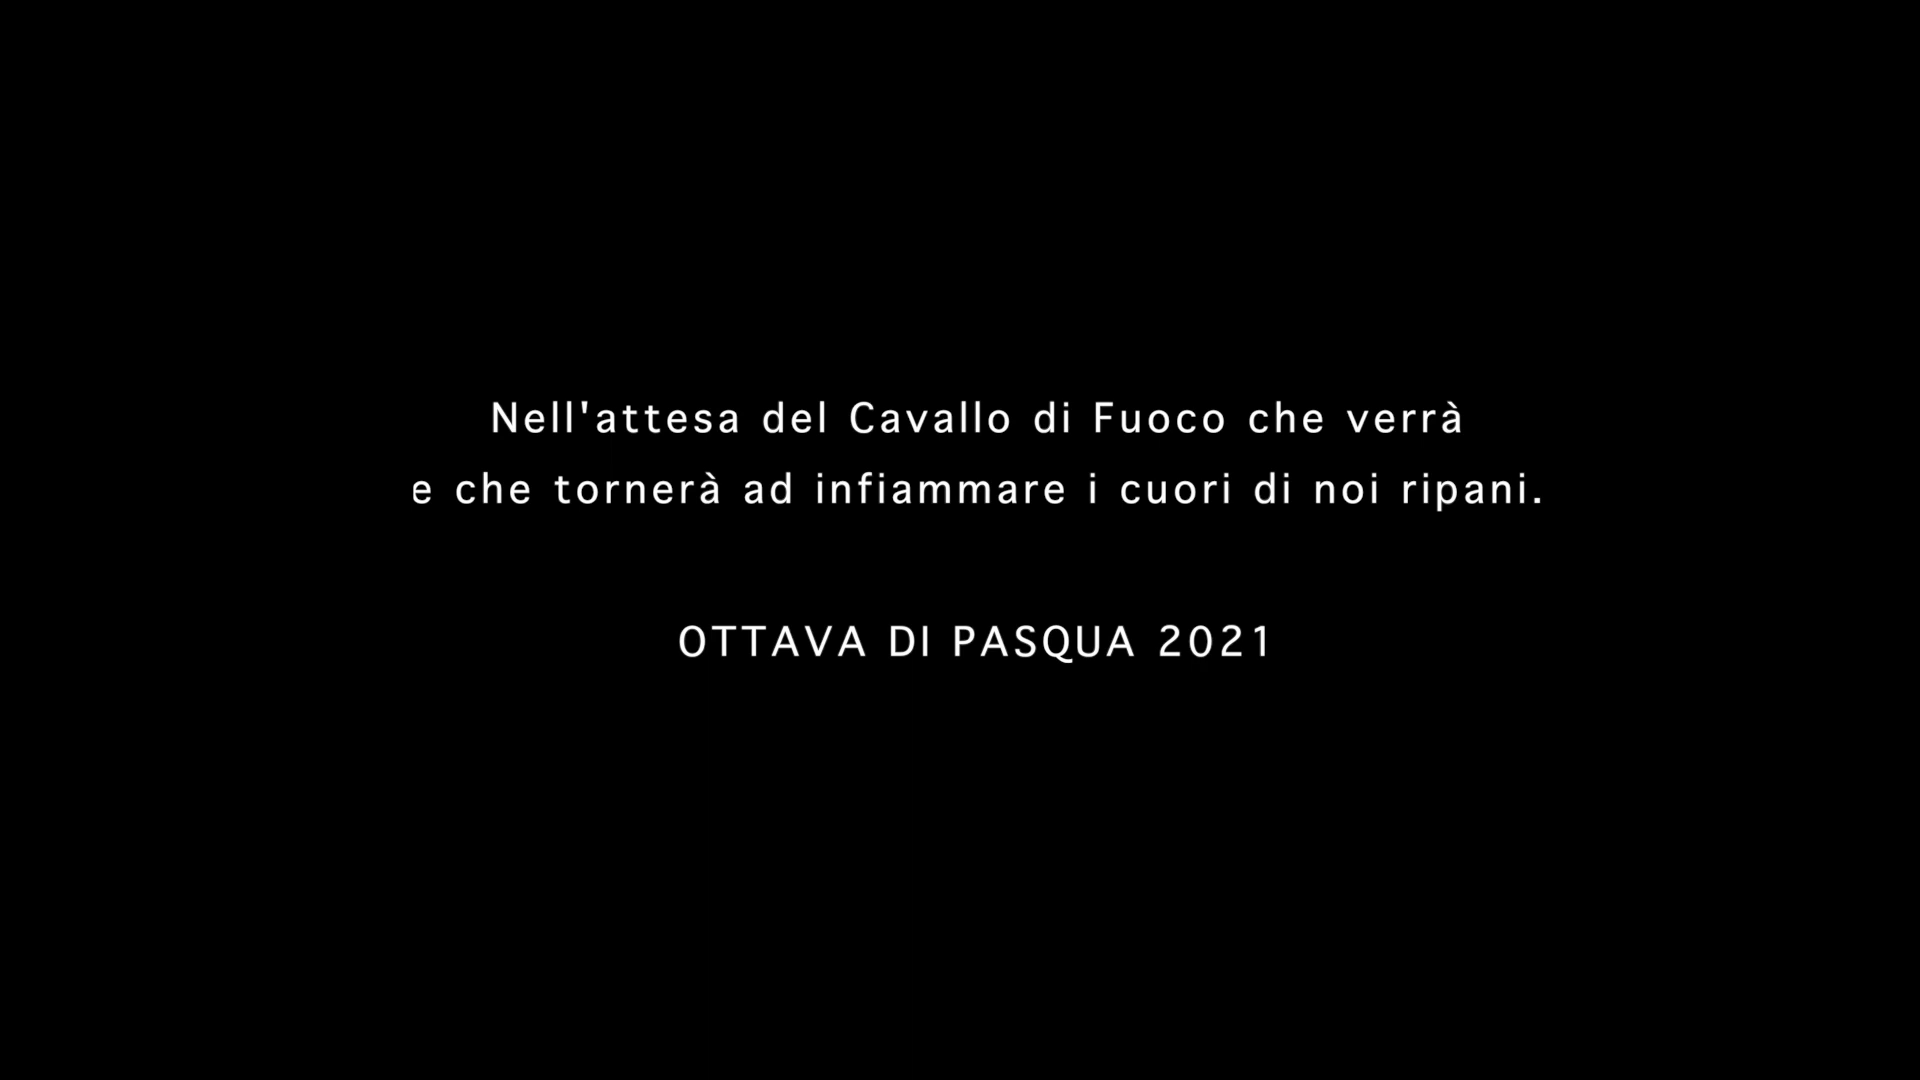 Nell'attesa del Cavallo di Fuoco che verrà
e che tornerà ad infiammare i cuori di noi ripani.
OTTAVA DI PASQUA 2021